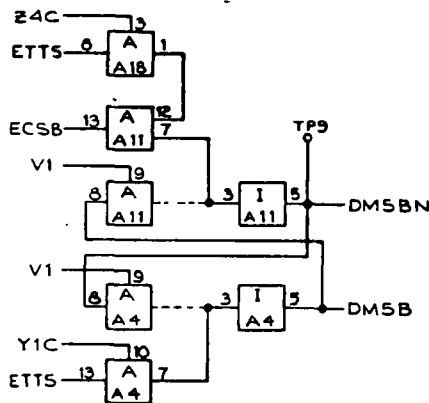 Z4C 3
ETTS 8 A 1
A18
ECSB 13 A 12
A11 7
TP9
V1 9
8 A 3 I 5 DMSBN
A11 A11
V1 9
8 A 3 I 5 DMSB
A4 A4
Y1C 10
ETTS 13 A 7
A4